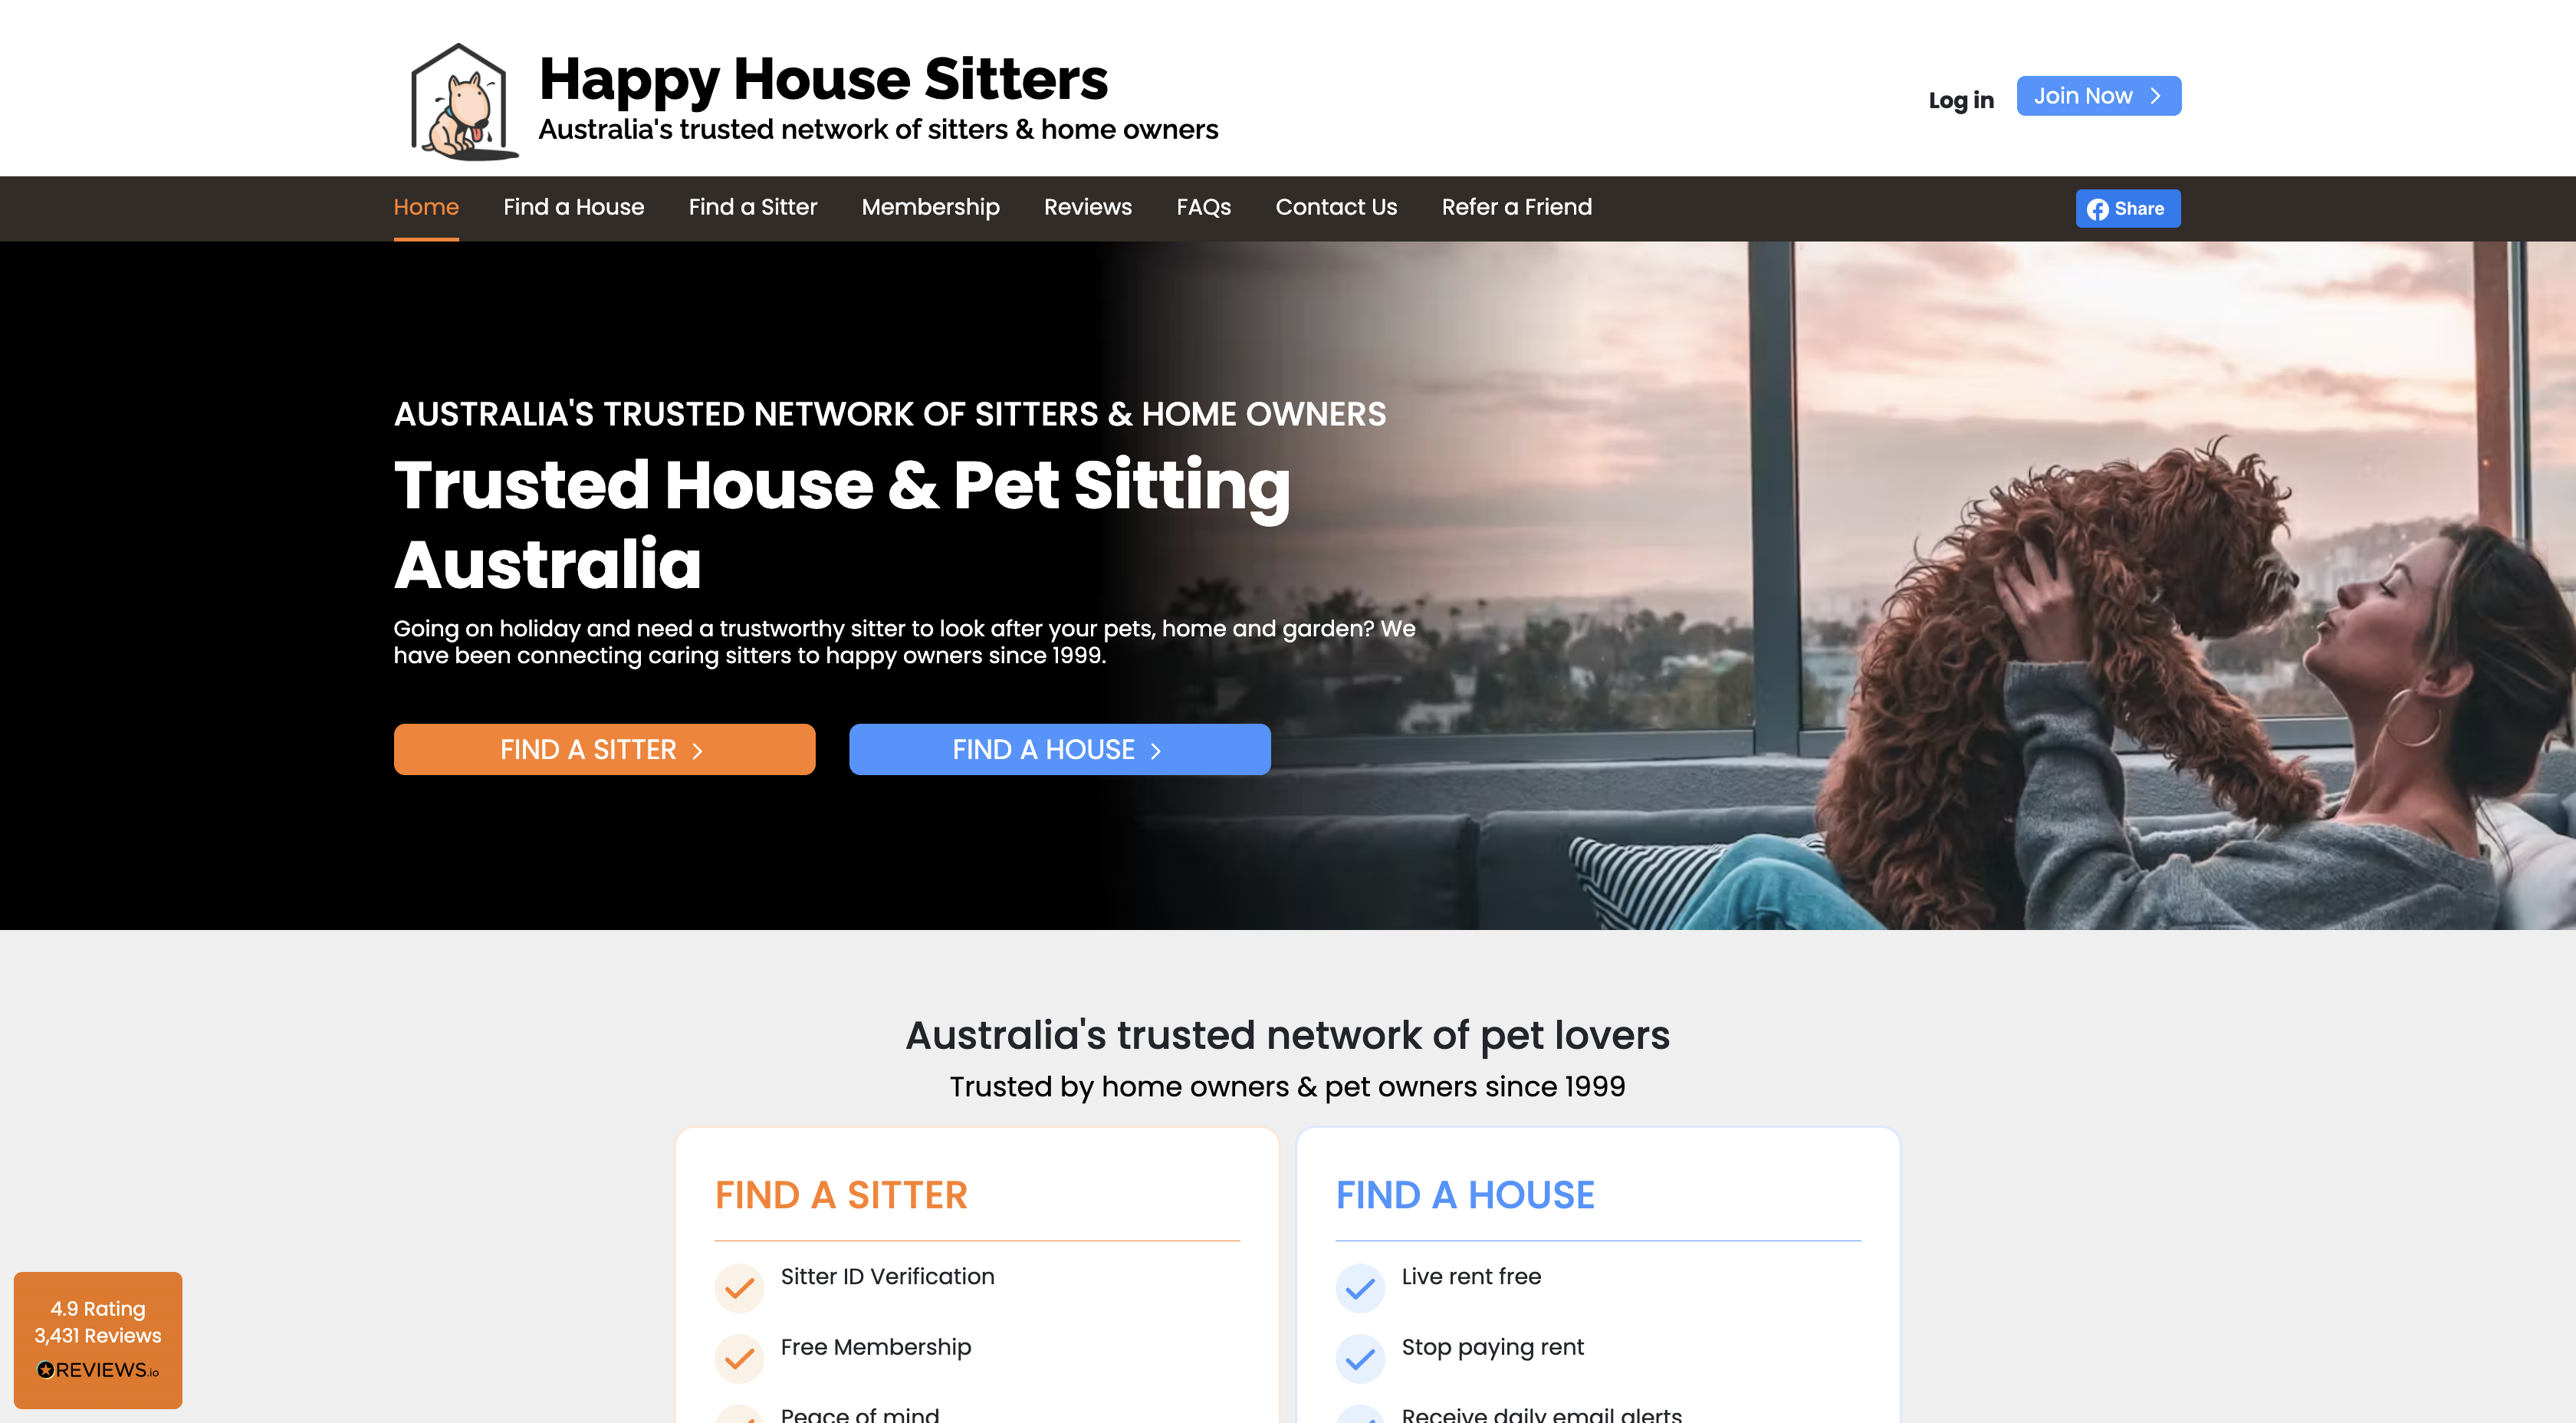 Happy House Sitters
Australia's trusted network of sitters & home owners
Log in
Join Now
Home
Find a House
Find a Sitter
Membership
Reviews
FAQs
Contact Us
Refer a Friend
Share
AUSTRALIA'S TRUSTED NETWORK OF SITTERS & HOME OWNERS
Trusted House & Pet Sitting
Australia
Going on holiday and need a trustworthy sitter to look after your pets, home and garden? We
have been connecting caring sitters to happy owners since 1999.
FIND A SITTER
FIND A HOUSE
Australia's trusted network of pet lovers
Trusted by home owners & pet owners since 1999
FIND A SITTER
Sitter ID Verification
Free Membership
Peace of mind
FIND A HOUSE
Live rent free
Stop paying rent
Receive daily email alerts
4.9 Rating
3,431 Reviews
REVIEWS.io